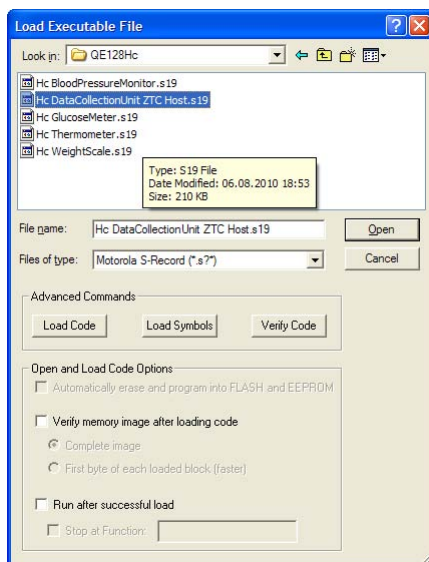 Load Executable File
Look in: QE128Hc
Hc BloodPressureMonitor.s19
Hc DataCollectionUnit ZTC Host.s19
Hc GlucoseMeter.s19
Hc Thermometer.s19
Hc WeightScale.s19
Type: S19 File
Date Modified: 06.08.2010 18:53
Size: 210 KB
File name: Hc DataCollectionUnit ZTC Host.s19 Open
Files of type: Motorola S-Record (*.s?*) Cancel
Advanced Commands
Load Code Load Symbols Verify Code
Open and Load Code Options
Automatically erase and program into FLASH and EEPROM
Verify memory image after loading code
Complete image
First byte of each loaded block (faster)
Run after successful load
Stop at Function: